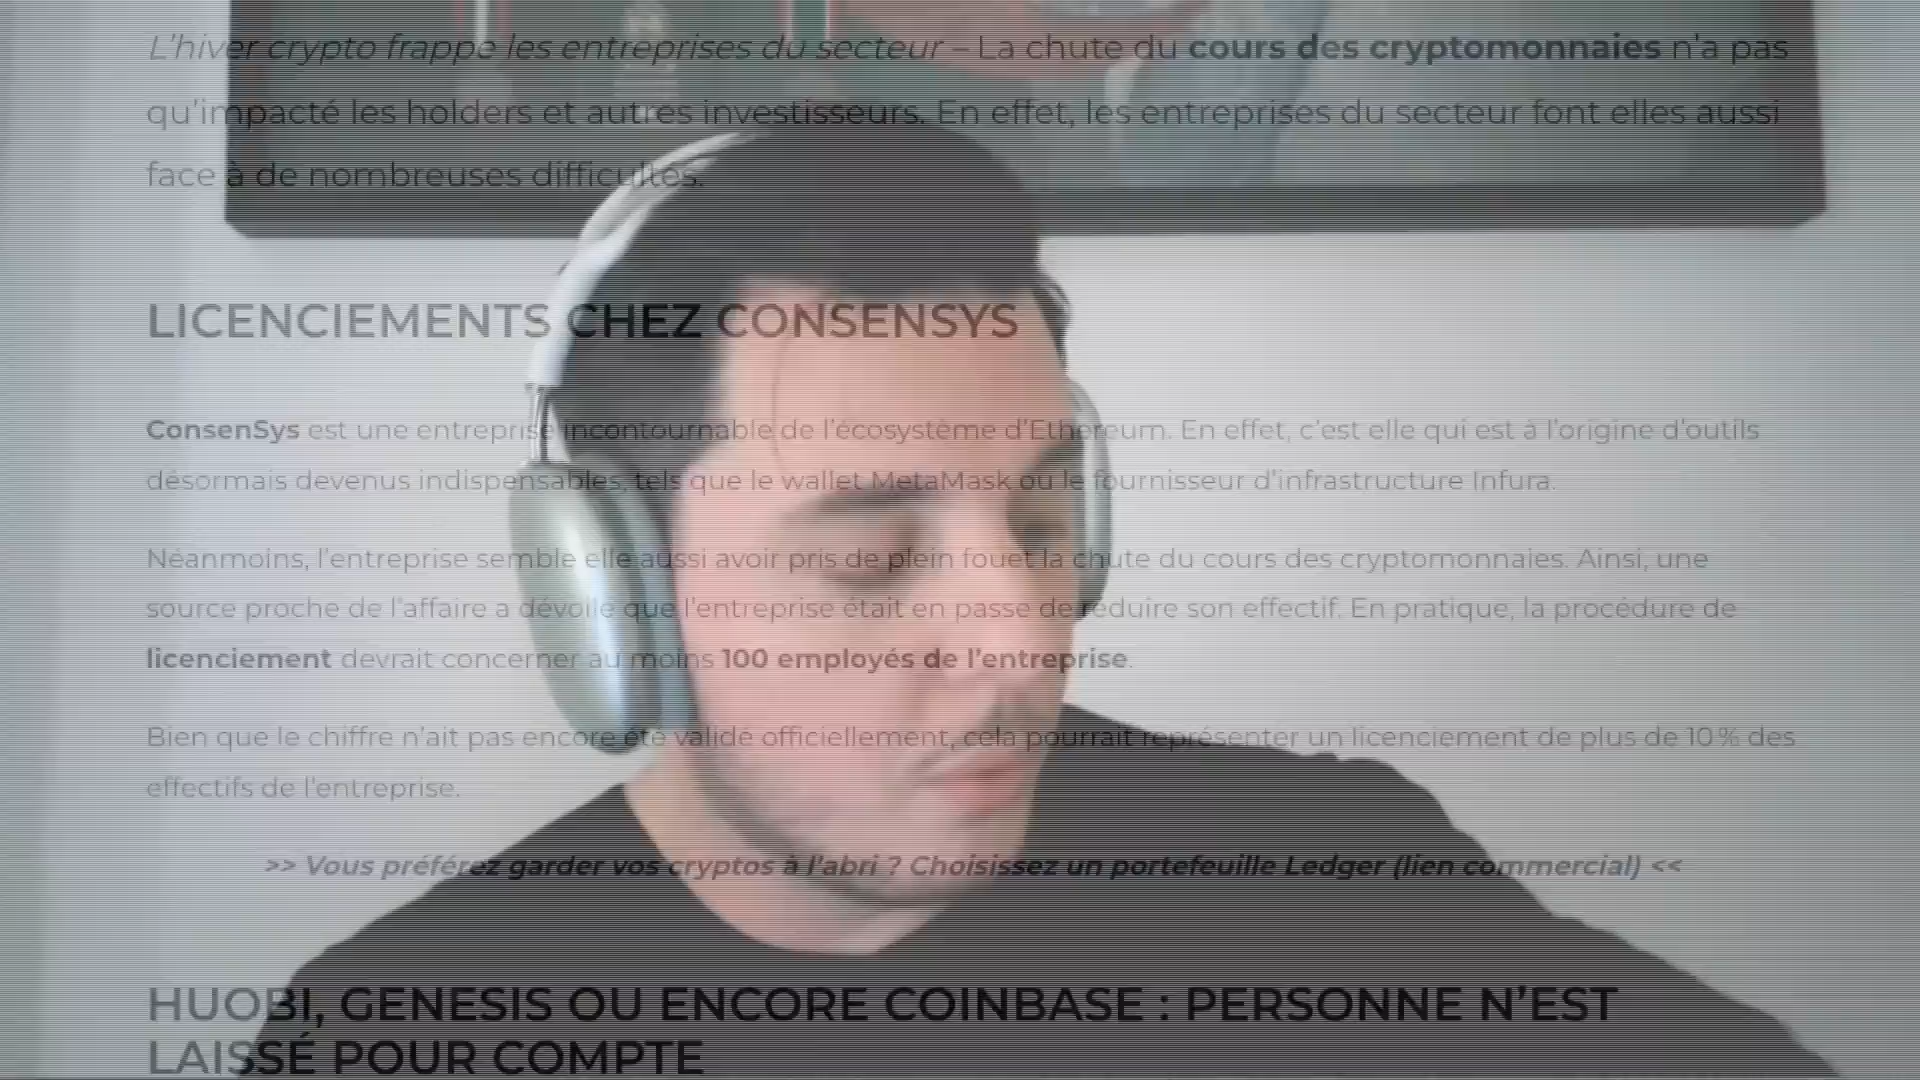 L'hiver crypto frappe les entreprises du secteur – La chute du cours des cryptomonnaies n'a pas
qu'impacté les holders et autres investisseurs. En effet, les entreprises du secteur font elles aussi
face à de nombreuses difficultés.
LICENCIEMENTS CHEZ CONSENSYS
ConsenSys est une entreprise incontournable de l'écosystème d'Ethereum. En effet, c'est elle qui est à l'origine d'outils
désormais devenus indispensables, tels que le wallet MetaMask ou le fournisseur d'infrastructure Infura.
Néanmoins, l'entreprise semble elle aussi avoir pris de plein fouet la chute du cours des cryptomonnaies. Ainsi, une
source proche de l'affaire a dévoilé que l'entreprise était en passe de réduire son effectif. En pratique, la procédure de
licenciement devrait concerner au moins 100 employés de l'entreprise.
Bien que le chiffre n'ait pas encore été validé officiellement, cela pourrait représenter un licenciement de plus de 10 % des
effectifs de l'entreprise.
>> Vous préférez garder vos cryptos à l'abri ? Choisissez un portefeuille Ledger (lien commercial) <<
HUOBI, GENESIS OU ENCORE COINBASE : PERSONNE N'EST
LAISSÉ POUR COMPTE